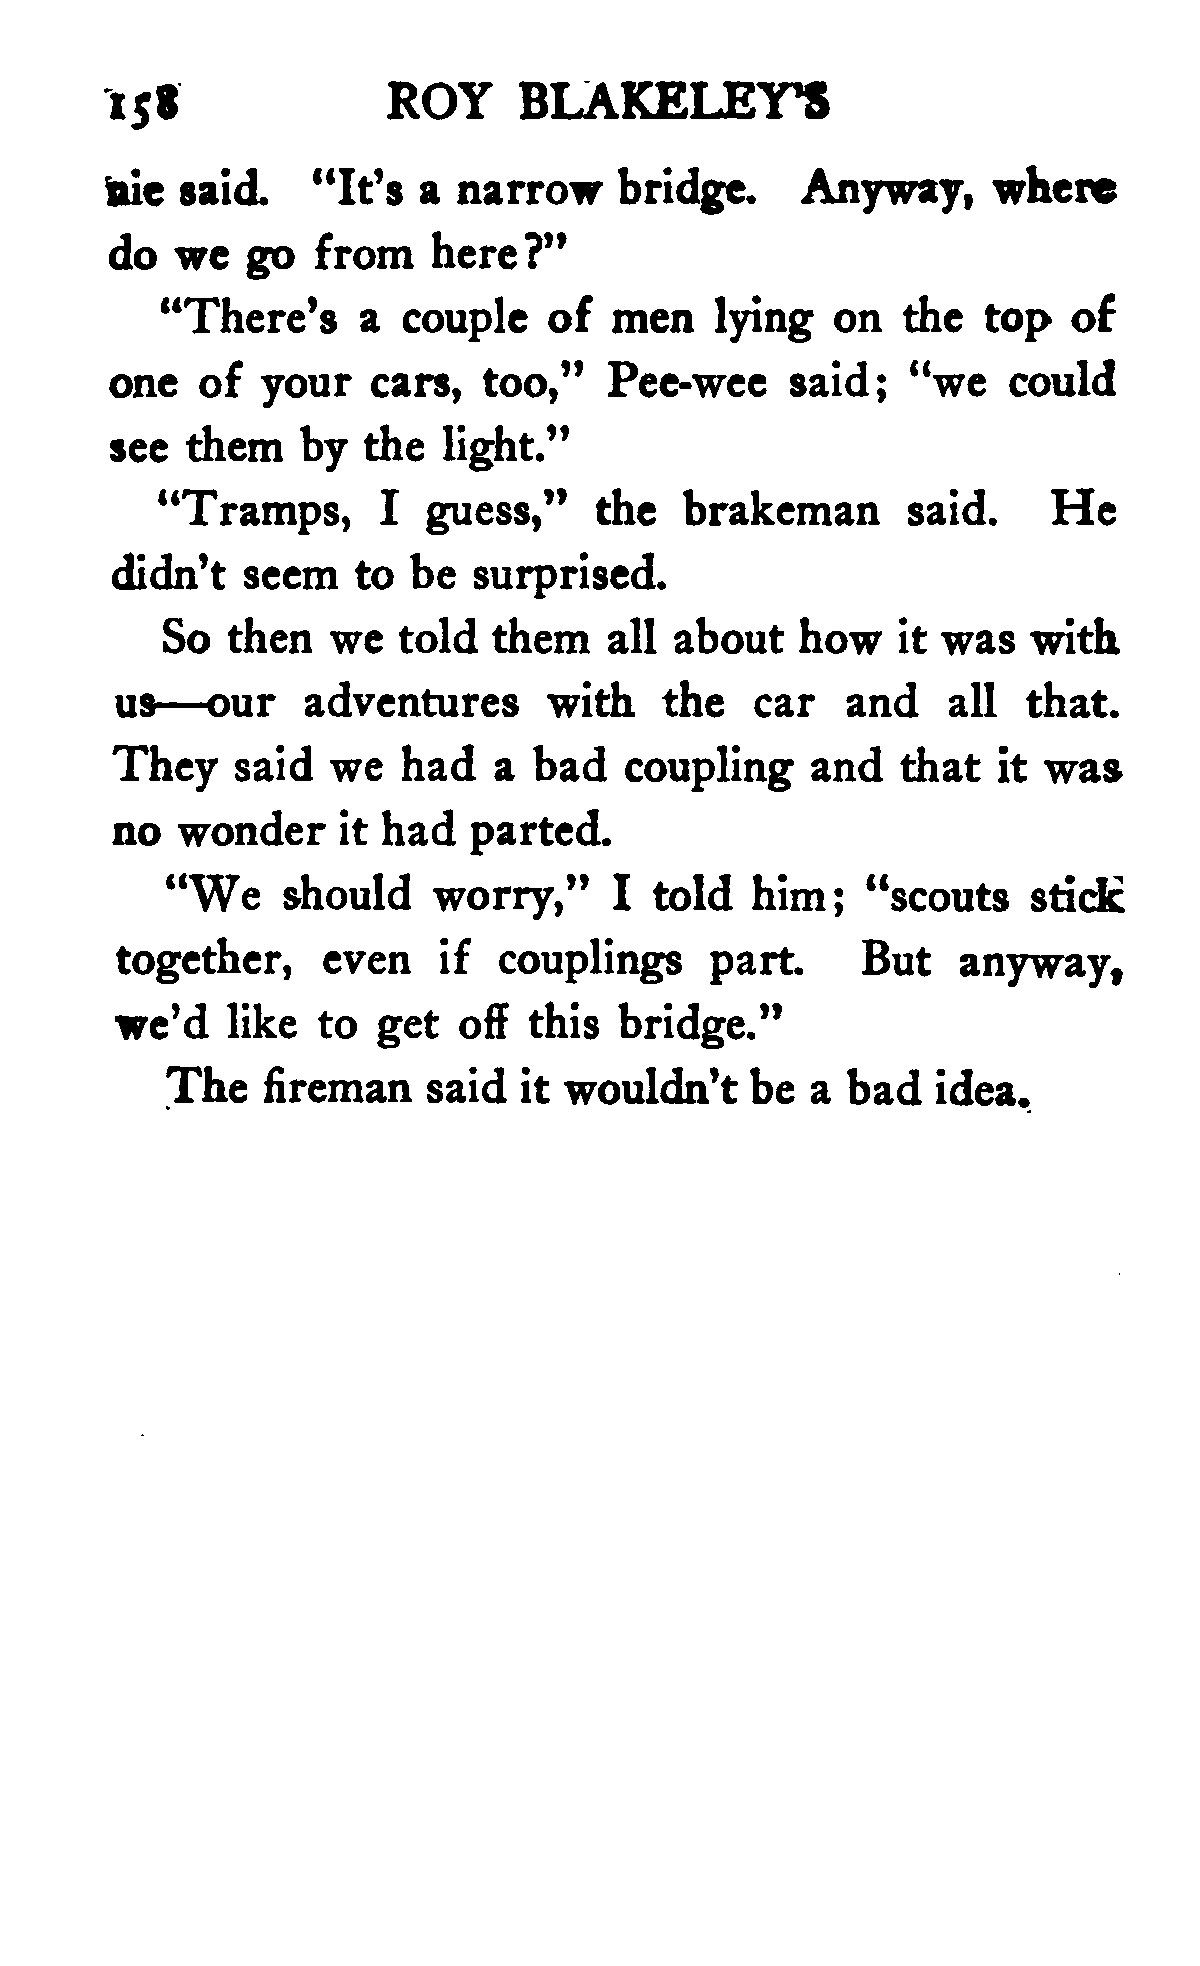 158 ROY BLAKELEY'S
nie said. "It's a narrow bridge. Anyway, where
do we go from here?"
"There's a couple of men lying on the top of
one of your cars, too," Pee-wee said; "we could
see them by the light."
"Tramps, I guess," the brakeman said. He
didn't seem to be surprised.
So then we told them all about how it was with
us—our adventures with the car and all that.
They said we had a bad coupling and that it was
no wonder it had parted.
"We should worry," I told him; "scouts stick
together, even if couplings part. But anyway,
we'd like to get off this bridge."
The fireman said it wouldn't be a bad idea.